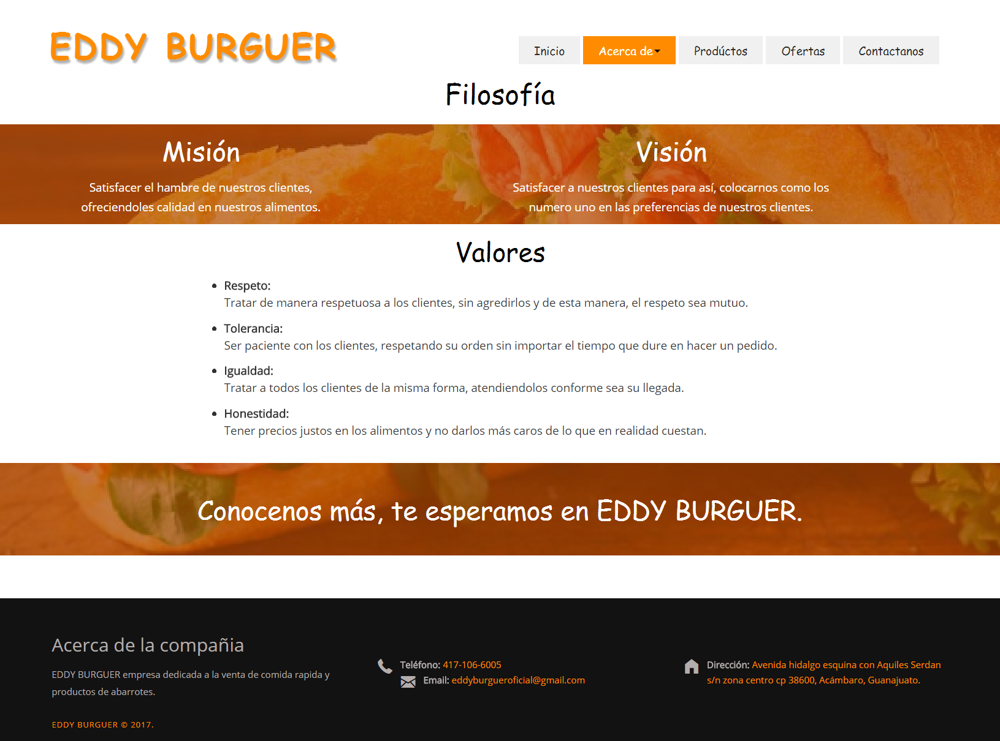 EDDY BURGUER
Inicio
Acerca de
Prodúctos
Ofertas
Contactanos
Filosofía
Misión
Satisfacer el hambre de nuestros clientes,
ofreciendoles calidad en nuestros alimentos.
Visión
Satisfacer a nuestros clientes para así, colocarnos como los
numero uno en las preferencias de nuestros clientes.
Valores
Respeto:
Tratar de manera respetuosa a los clientes, sin agredirlos y de esta manera, el respeto sea mutuo.
Tolerancia:
Ser paciente con los clientes, respetando su orden sin importar el tiempo que dure en hacer un pedido.
Igualdad:
Tratar a todos los clientes de la misma forma, atendiendolos conforme sea su llegada.
Honestidad:
Tener precios justos en los alimentos y no darlos más caros de lo que en realidad cuestan.
Conocenos más, te esperamos en EDDY BURGUER.
Acerca de la compañia
EDDY BURGUER empresa dedicada a la venta de comida rapida y
productos de abarrotes.
EDDY BURGUER © 2017.
Teléfono: 417-106-6005
Email: eddyburgueroficial@gmail.com
Dirección: Avenida hidalgo esquina con Aquiles Serdan
s/n zona centro cp 38600, Acámbaro, Guanajuato.